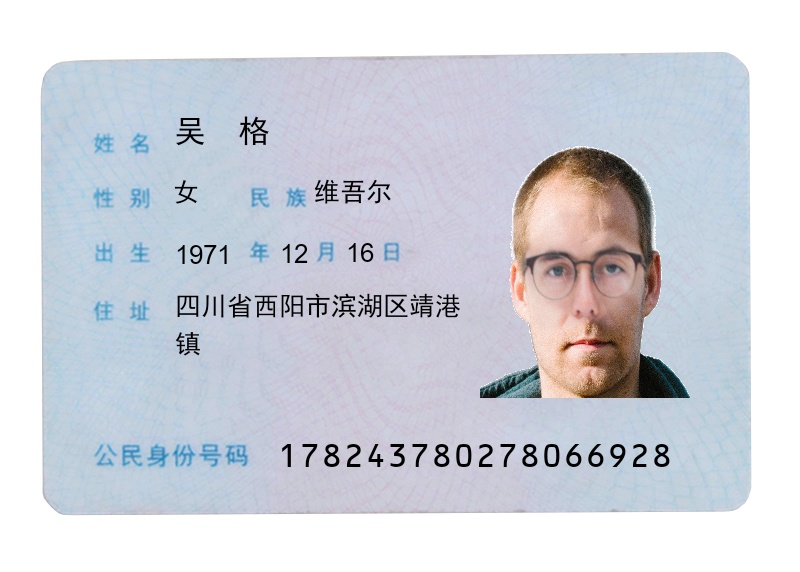 姓名 吴格
性别 女 民族 维吾尔
出生 1971 年 12 月 16 日
住址 四川省西阳市滨湖区靖港
镇
公民身份号码 178243780278066928